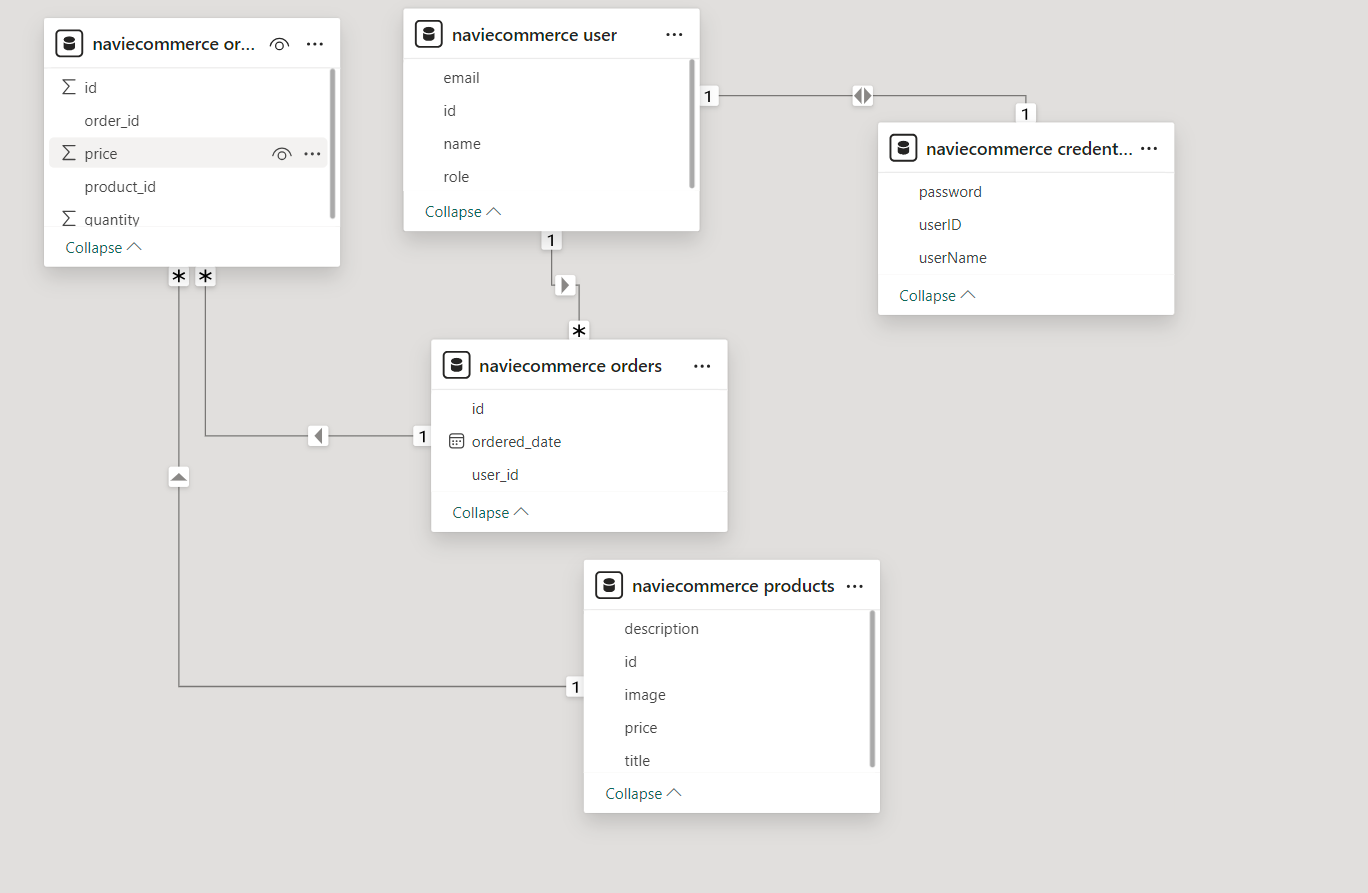 naviecommerce or...
id
order_id
price
product_id
quantity
Collapse
naviecommerce user
email
id
name
role
Collapse
1
1
naviecommerce credent...
password
userID
userName
Collapse
1
*
* *
naviecommerce orders
id
ordered_date
user_id
Collapse
1
naviecommerce products
description
id
image
price
title
Collapse
1